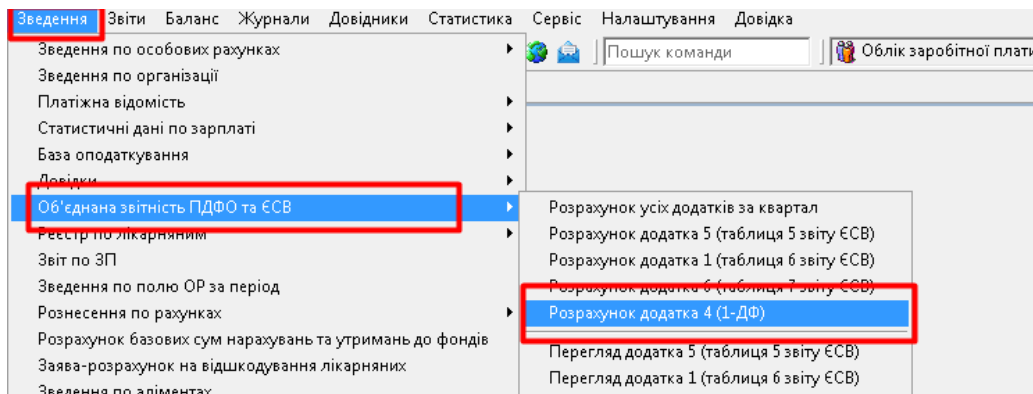 Зведення Звіти Баланс Журнали Довідники Статистика Сервіс Налаштування Довідка
Пошук команди
Облік заробітної плати
Зведення по особових рахунках
Зведення по організації
Платіжна відомість
Статистичні дані по зарплаті
База оподаткування
Довідки
Об'єднана звітність ПДФО та ЄСВ
Реєстр по лікарняним
Звіт по ЗП
Зведення по полю ОР за період
Рознесення по рахунках
Розрахунок базових сум нарахувань та утримань до фондів
Заява-розрахунок на відшкодування лікарняних
Зведення по аліментах
Розрахунок усіх додатків за квартал
Розрахунок додатка 5 (таблиця 5 звіту ЄСВ)
Розрахунок додатка 1 (таблиця 6 звіту ЄСВ)
Розрахунок додатка 6 (таблиця 7 звіту ЄСВ)
Розрахунок додатка 4 (1-ДФ)
Перегляд додатка 5 (таблиця 5 звіту ЄСВ)
Перегляд додатка 1 (таблиця 6 звіту ЄСВ)